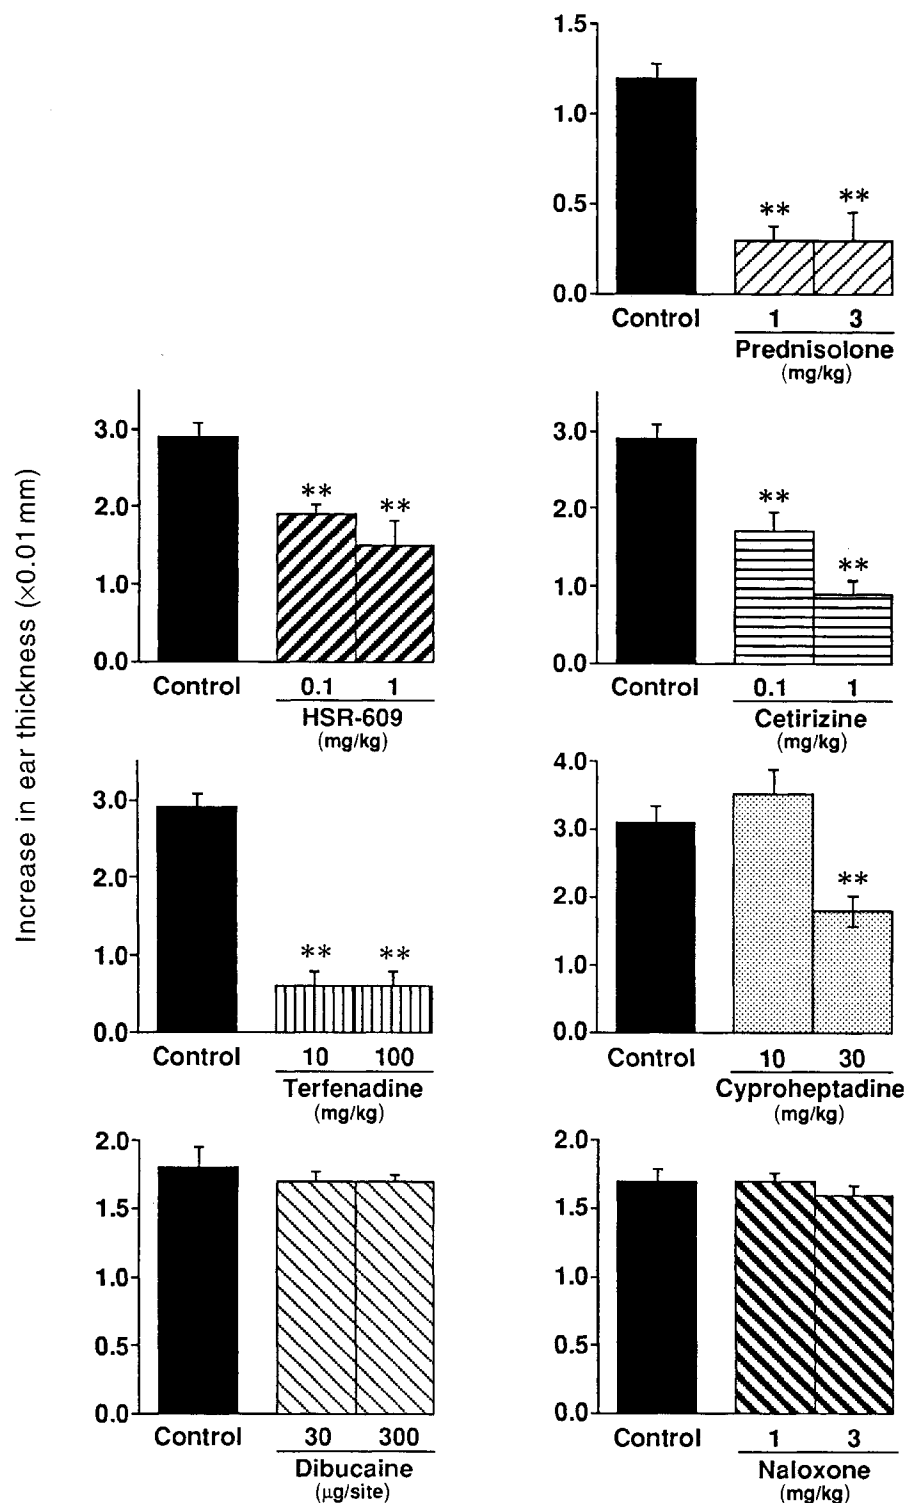 Increase in ear thickness (×0.01mm)
1.5
1.0
0.5
0.0
**
**
Control 1 3
Prednisolone
(mg/kg)
3.0
2.0
1.0
0.0
**
**
Control 0.1 1
HSR-609
(mg/kg)
3.0
2.0
1.0
0.0
**
**
Control 0.1 1
Cetirizine
(mg/kg)
3.0
2.0
1.0
0.0
**
**
Control 10 100
Terfenadine
(mg/kg)
4.0
3.0
2.0
1.0
0.0
**
Control 10 30
Cyproheptadine
(mg/kg)
2.0
1.5
1.0
0.5
0.0
Control 30 300
Dibucaine
(μg/site)
2.0
1.5
1.0
0.5
0.0
Control 1 3
Naloxone
(mg/kg)